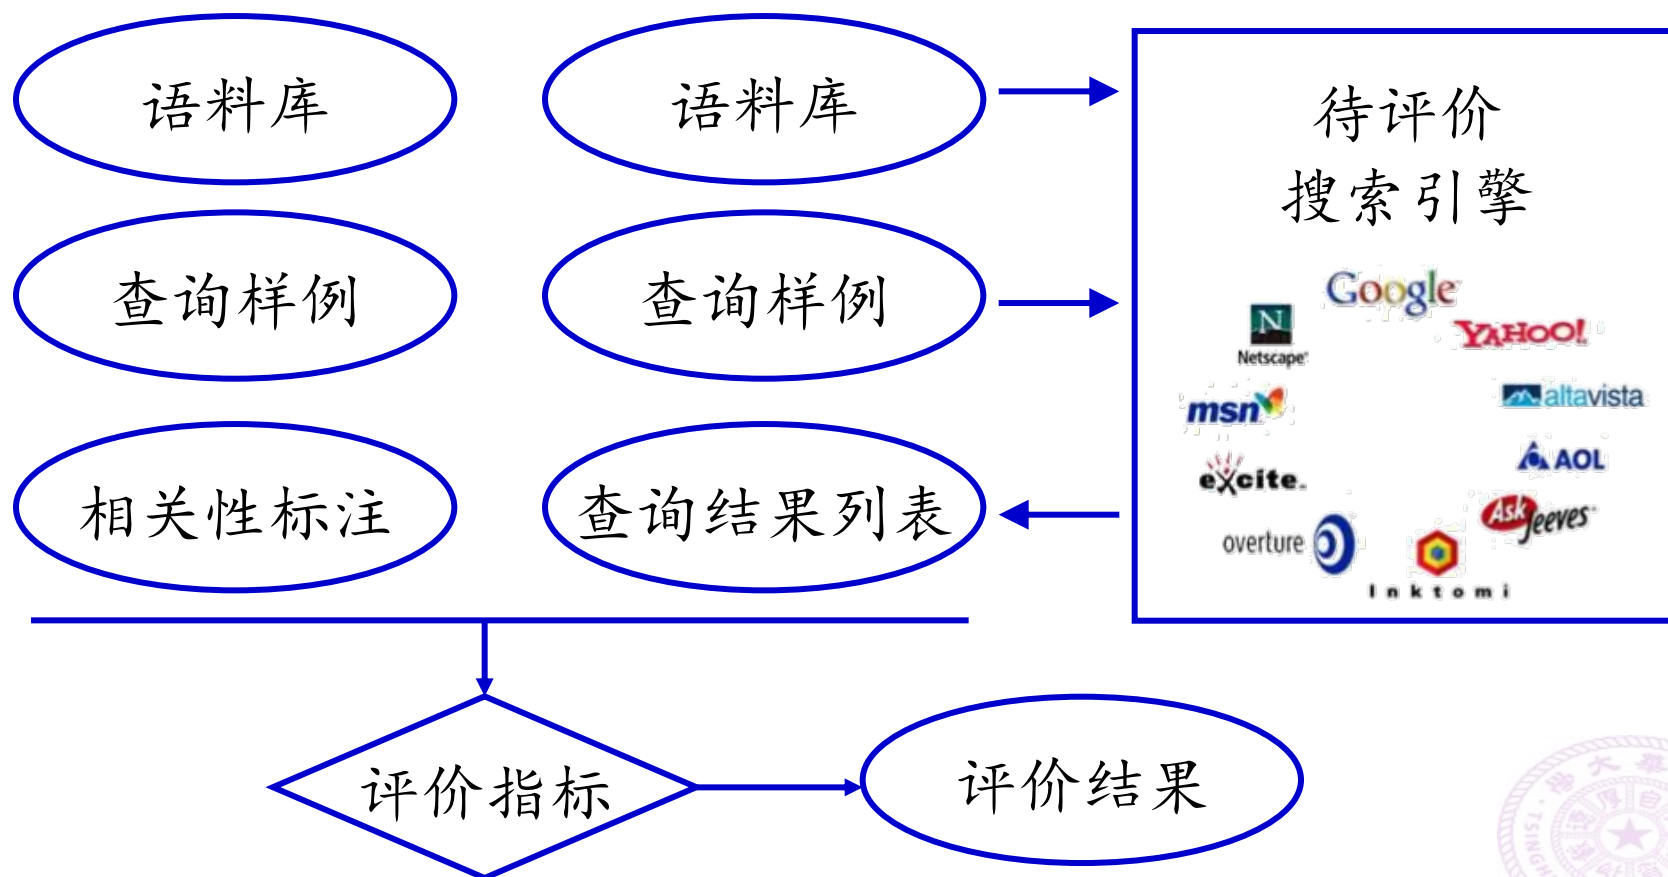 语料库
语料库
待评价
搜索引擎
查询样例
查询样例
Google
YAHOO!
N
Netscape
msn
altavista
AOL
excite
Ask Jeeves
overture
Inktomi
相关性标注
查询结果列表
评价指标
评价结果